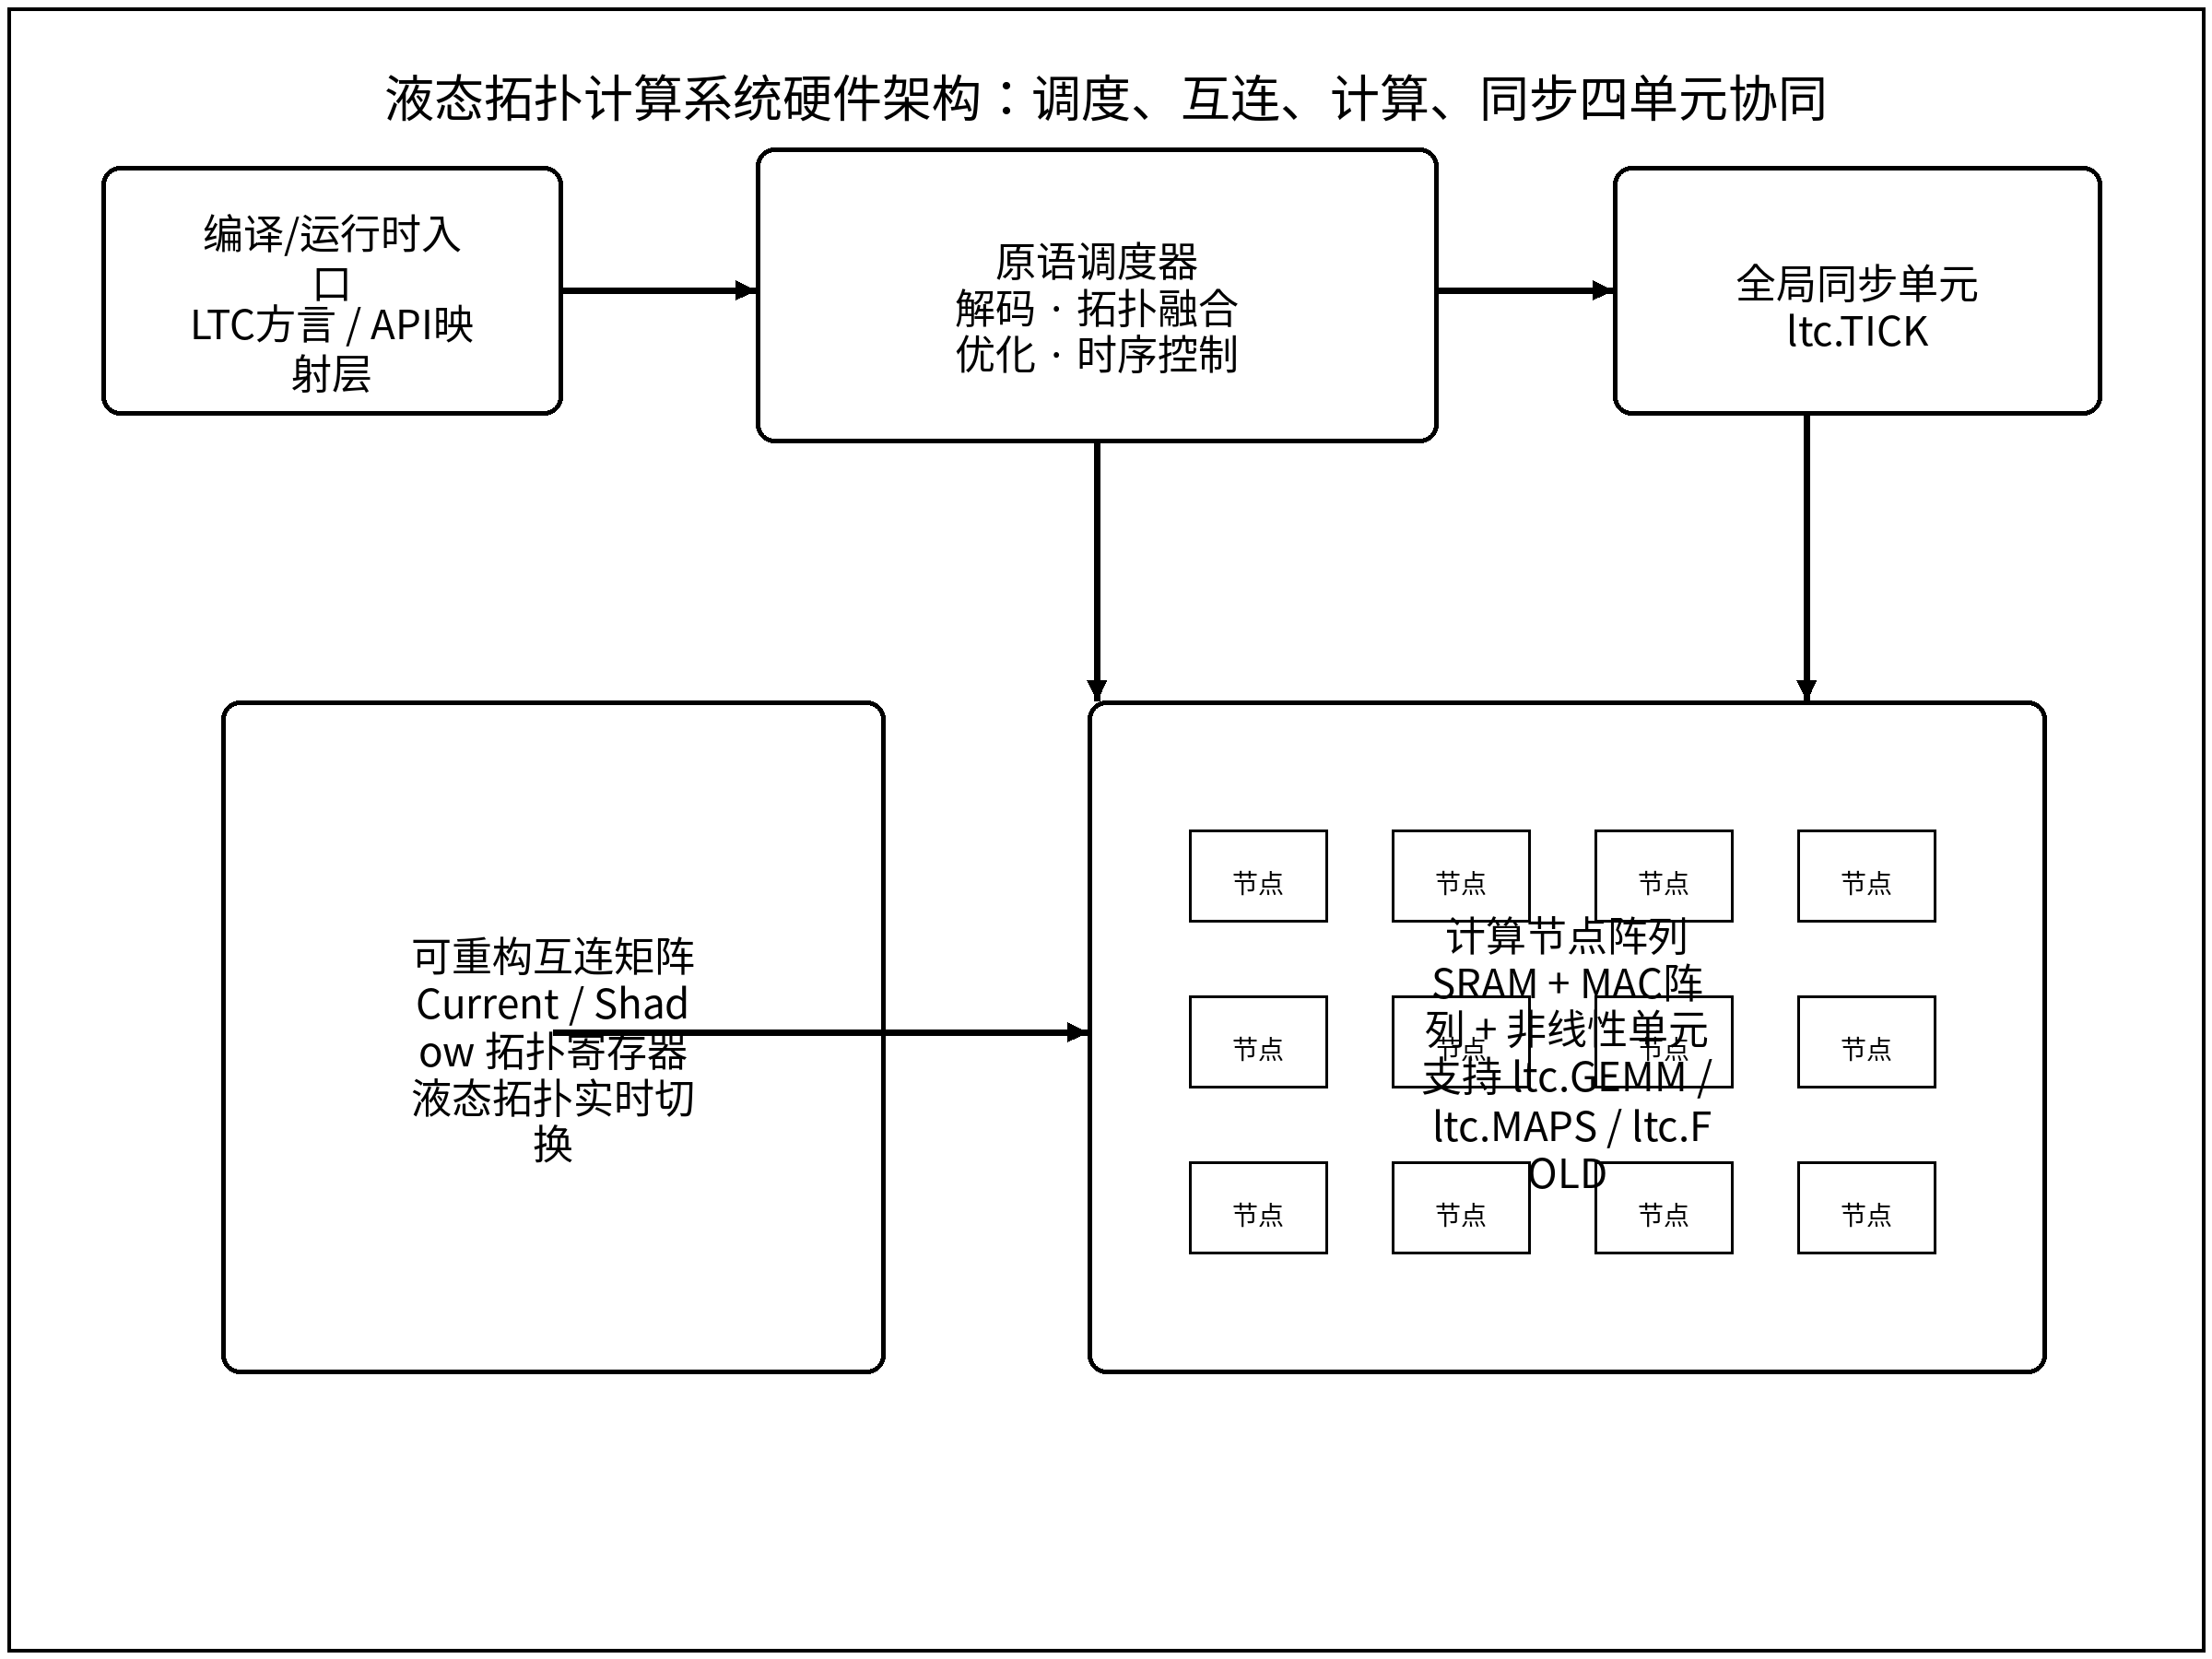 液态拓扑计算系统硬件架构：调度、互连、计算、同步四单元协同
编译/运行时入
口
LTC方言 / API映
射层
原语调度器
解码 · 拓扑融合
优化 · 时序控制
全局同步单元
ltc.TICK
可重构互连矩阵
Current / Shad
ow 拓扑寄存器
液态拓扑实时切
换
节点
节点
节点
节点
计算节点阵列
SRAM + MAC阵
列 + 非线性单元
支持 ltc.GEMM /
ltc.MAPS / ltc.F
OLD
节点
节点
节点
节点
节点
节点
节点
节点